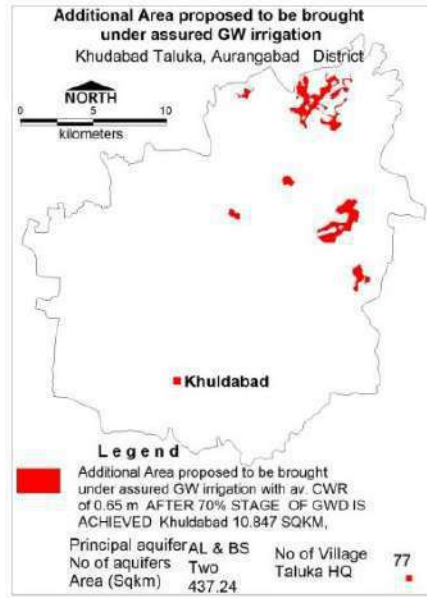 Additional Area proposed to be brought
under assured GW irrigation
Khudabad Taluka, Aurangabad District
NORTH
0 5 10
kilometers
Khuldabad
Legend
Additional Area proposed to be brought
under assured GW irrigation with av. CWR
of 0.65 m AFTER 70% STAGE OF GWD IS
ACHIEVED Khuldabad 10.847 SQKM,
Principal aquifer AL & BS No of Village 77
No of aquifers Two Taluka HQ
Area (Sqkm) 437.24